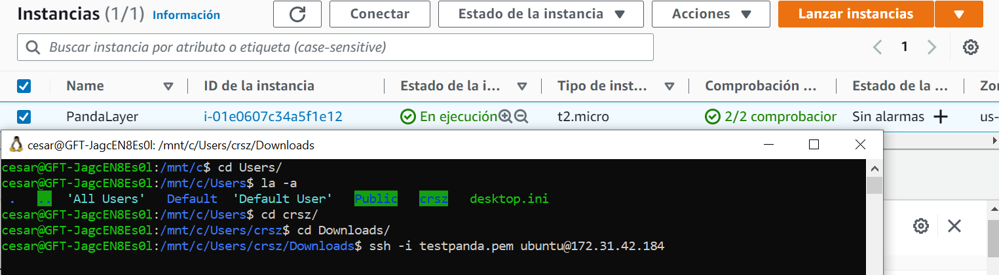 Instancias (1/1) Información Conectar Estado de la instancia Acciones Lanzar instancias
Buscar instancia por atributo o etiqueta (case-sensitive) 1
Name ID de la instancia Estado de la i... Tipo de inst... Comprobación ... Estado de la ... Zon
PandaLayer i-01e0607c34a5f1e12 En ejecución t2.micro 2/2 comprobacior Sin alarmas us-
cesar@GFT-JagcEN8Es0l: /mnt/c/Users/crsz/Downloads
cesar@GFT-JagcEN8Es0l:/mnt/c$ cd Users/
cesar@GFT-JagcEN8Es0l:/mnt/c/Users$ la -a
. .. 'All Users' Default 'Default User' Public crsz desktop.ini
cesar@GFT-JagcEN8Es0l:/mnt/c/Users$ cd crsz/
cesar@GFT-JagcEN8Es0l:/mnt/c/Users/crsz$ cd Downloads/
cesar@GFT-JagcEN8Es0l:/mnt/c/Users/crsz/Downloads$ ssh -i testpanda.pem ubuntu@172.31.42.184